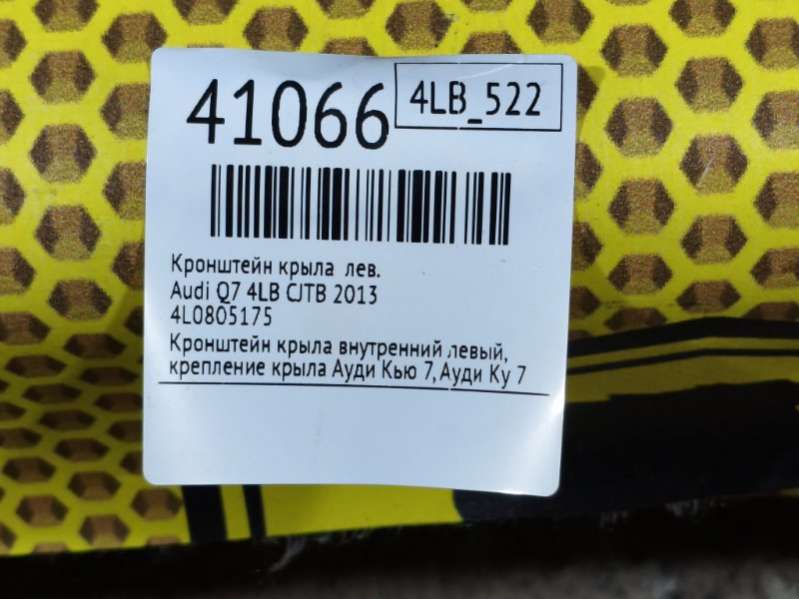 41066
4LB_522
Кронштейн крыла лев.
Audi Q7 4LB CJTB 2013
4L0805175
Кронштейн крыла внутренний левый,
крепление крыла Ауди Кью 7, Ауди Ку 7